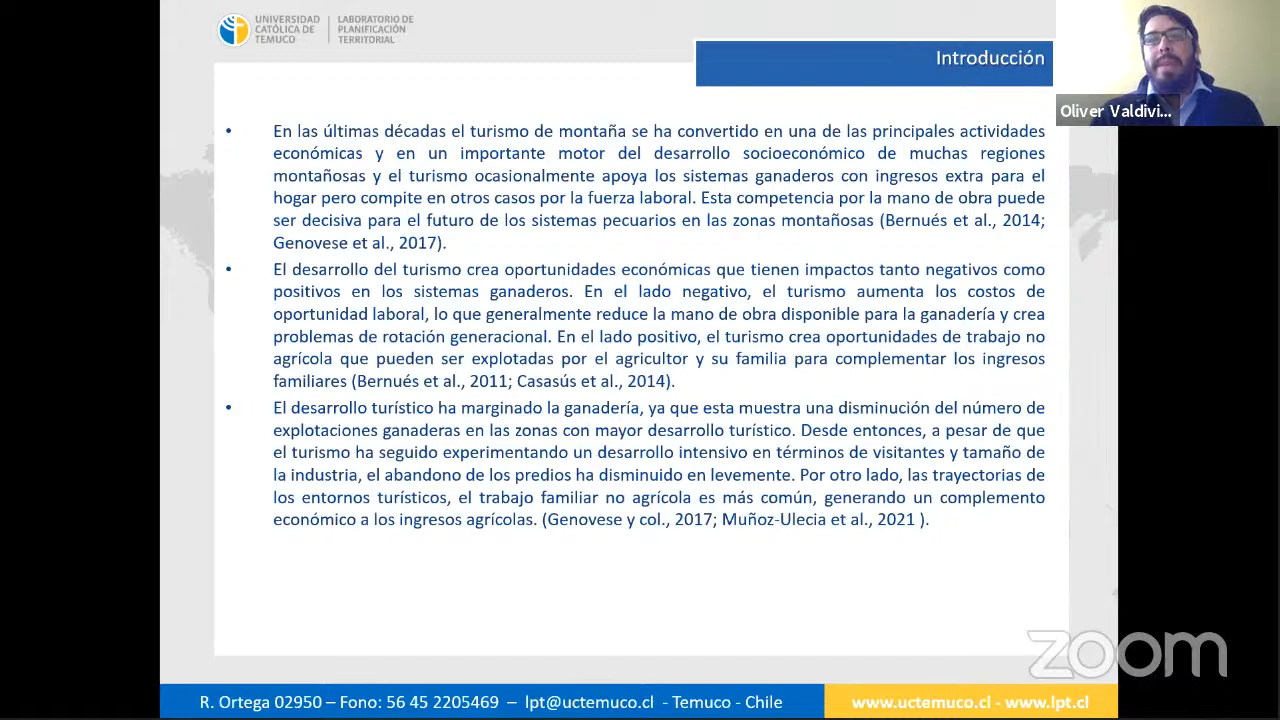 UNIVERSIDAD
CATÓLICA DE
TEMUCO
LABORATORIO DE
PLANIFICACIÓN
TERRITORIAL
Introducción
Oliver Valdivi...
• En las últimas décadas el turismo de montaña se ha convertido en una de las principales actividades
económicas y en un importante motor del desarrollo socioeconómico de muchas regiones
montañosas y el turismo ocasionalmente apoya los sistemas ganaderos con ingresos extra para el
hogar pero compite en otros casos por la fuerza laboral. Esta competencia por la mano de obra puede
ser decisiva para el futuro de los sistemas pecuarios en las zonas montañosas (Bernués et al., 2014;
Genovese et al., 2017).
• El desarrollo del turismo crea oportunidades económicas que tienen impactos tanto negativos como
positivos en los sistemas ganaderos. En el lado negativo, el turismo aumenta los costos de
oportunidad laboral, lo que generalmente reduce la mano de obra disponible para la ganadería y crea
problemas de rotación generacional. En el lado positivo, el turismo crea oportunidades de trabajo no
agrícola que pueden ser explotadas por el agricultor y su familia para complementar los ingresos
familiares (Bernués et al., 2011; Casasús et al., 2014).
• El desarrollo turístico ha marginado la ganadería, ya que esta muestra una disminución del número de
explotaciones ganaderas en las zonas con mayor desarrollo turístico. Desde entonces, a pesar de que
el turismo ha seguido experimentando un desarrollo intensivo en términos de visitantes y tamaño de
la industria, el abandono de los predios ha disminuido en levemente. Por otro lado, las trayectorias de
los entornos turísticos, el trabajo familiar no agrícola es más común, generando un complemento
económico a los ingresos agrícolas. (Genovese y col., 2017; Muñoz-Ulecia et al., 2021 ).
zoom
R. Ortega 02950 – Fono: 56 45 2205469 – lpt@uctemuco.cl - Temuco - Chile
www.uctemuco.cl - www.lpt.cl